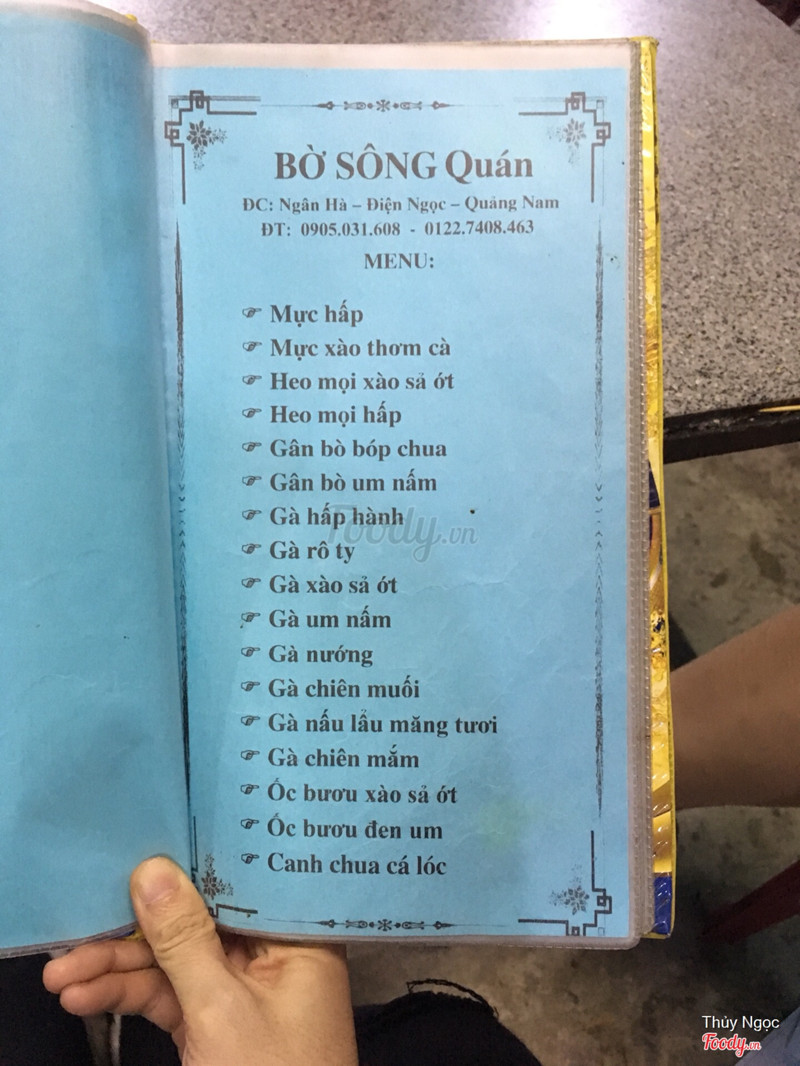 BỜ SÔNG Quán
ĐC: Ngân Hà – Điện Ngọc – Quảng Nam
ĐT: 0905.031.608 - 0122.7408.463
MENU:
Mực hấp
Mực xào thơm cà
Heo mọi xào sả ớt
Heo mọi hấp
Gân bò bóp chua
Gân bò um nấm
Gà hấp hành
Foody.vn
Gà rô ty
Gà xào sả ớt
Gà um nấm
Gà nướng
Gà chiên muối
Gà nấu lẩu măng tươi
Gà chiên mắm
Ốc bươu xào sả ớt
Ốc bươu đen um
Canh chua cá lóc
Thủy Ngọc
Foody.vn